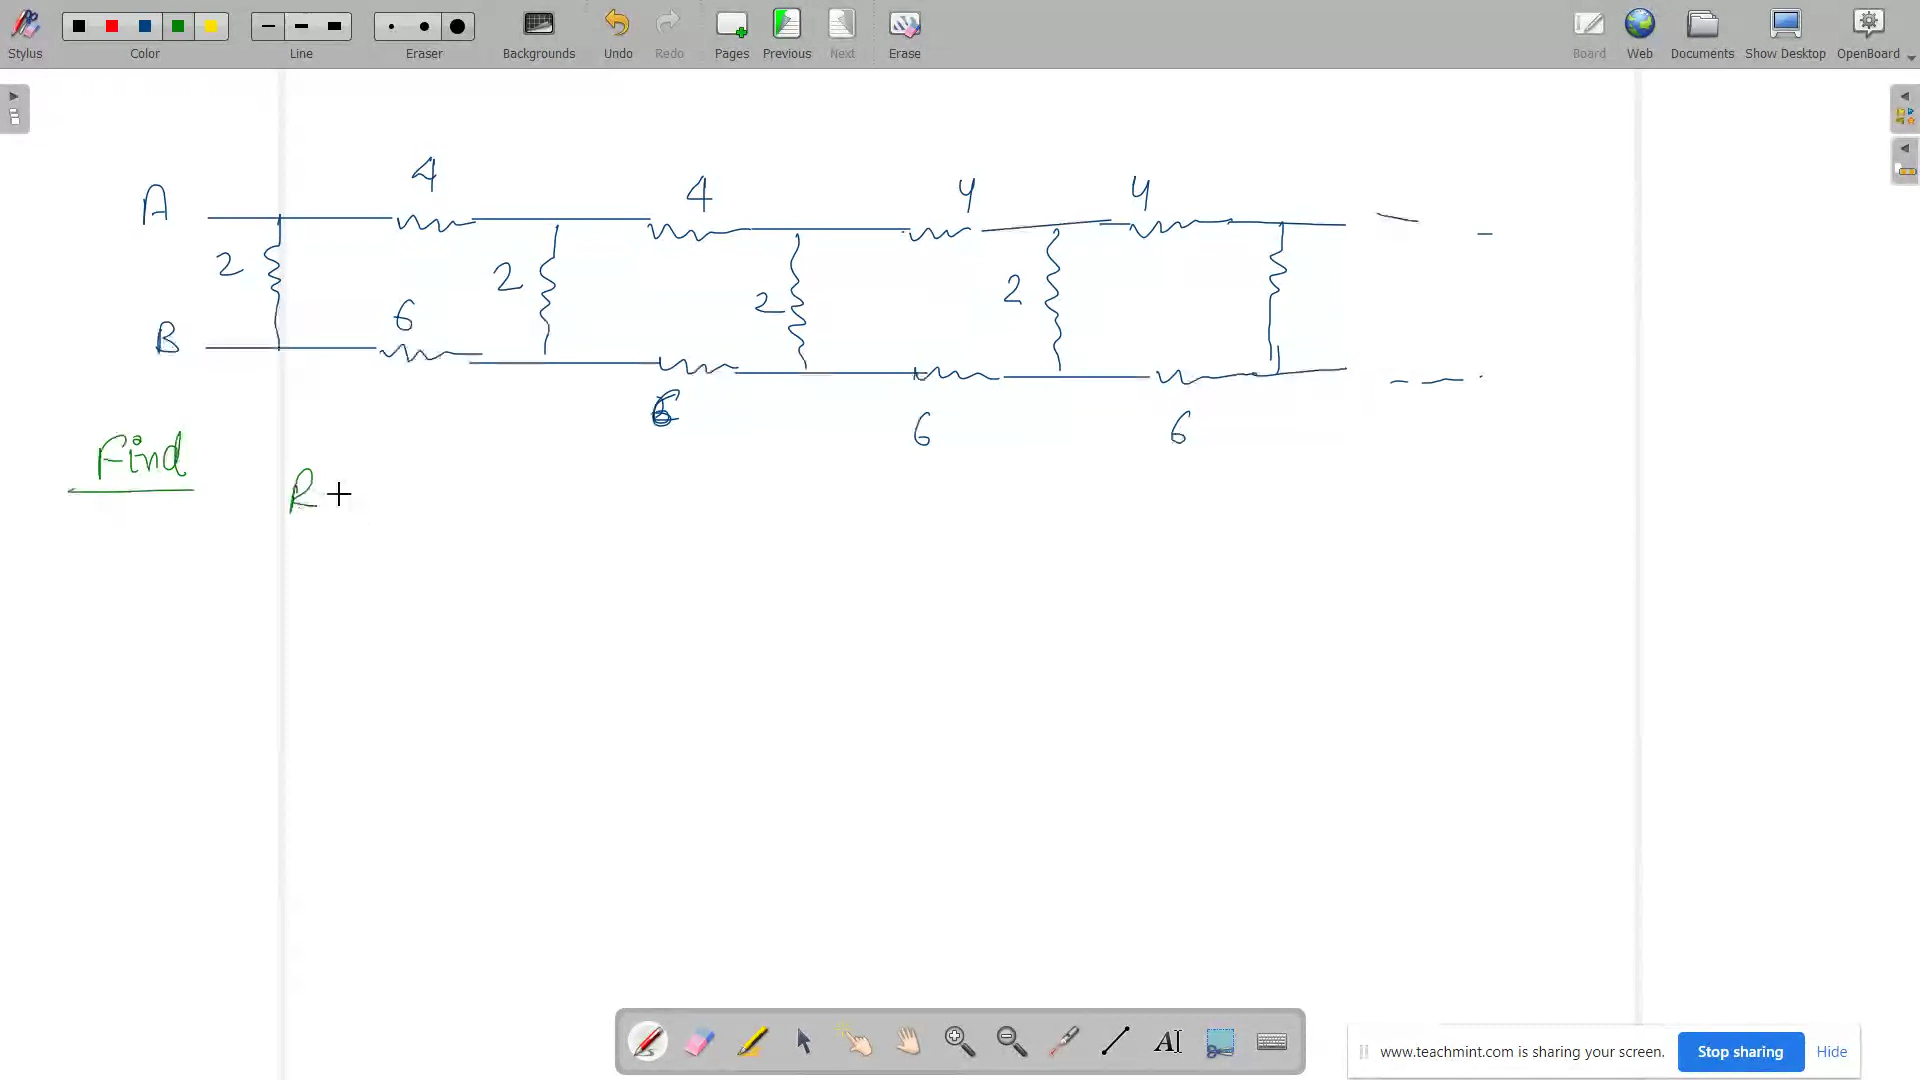 Stylus Color Line Eraser Backgrounds Undo Redo Pages Previous Next Erase Board Web Documents Show Desktop OpenBoard
4 4 4 4
A
2 2 2 2
B 6
6 6 6
Find
R
www.teachmint.com is sharing your screen. Stop sharing Hide